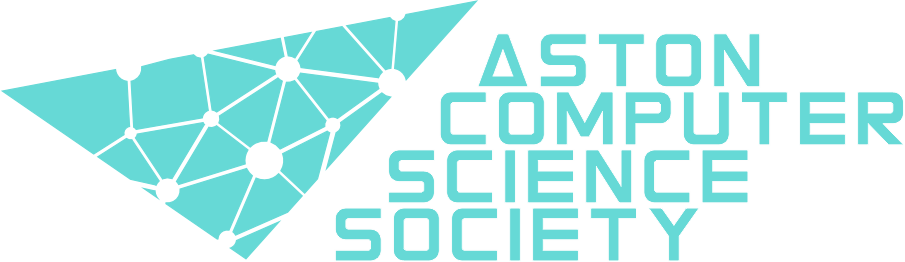 ASTON
COMPUTER
SCIENCE
SOCIETY